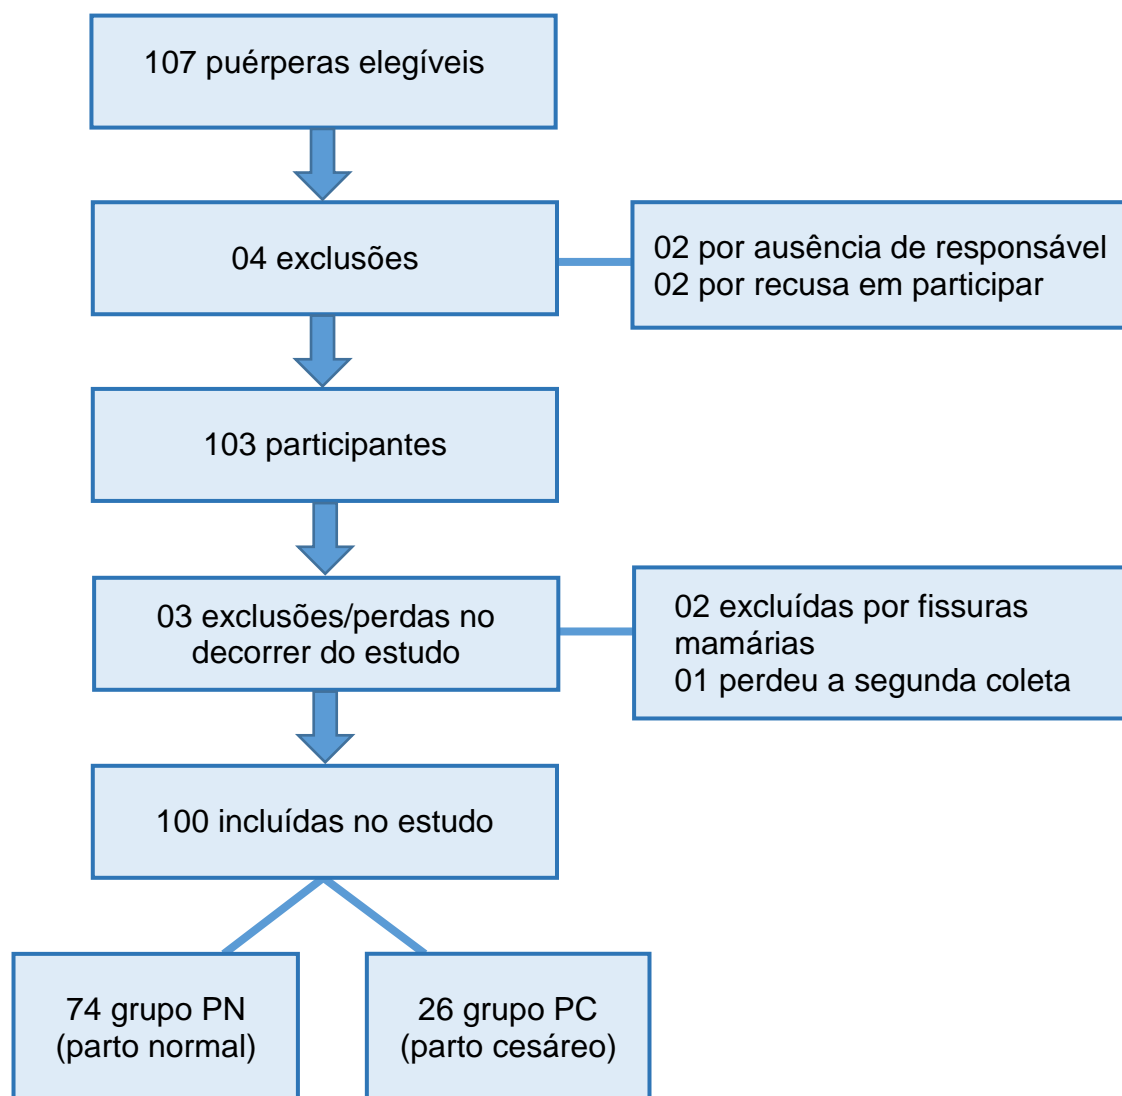 107 puérperas elegíveis
04 exclusões
02 por ausência de responsável
02 por recusa em participar
103 participantes
03 exclusões/perdas no
decorrer do estudo
02 excluídas por fissuras
mamárias
01 perdeu a segunda coleta
100 incluídas no estudo
74 grupo PN
(parto normal)
26 grupo PC
(parto cesáreo)